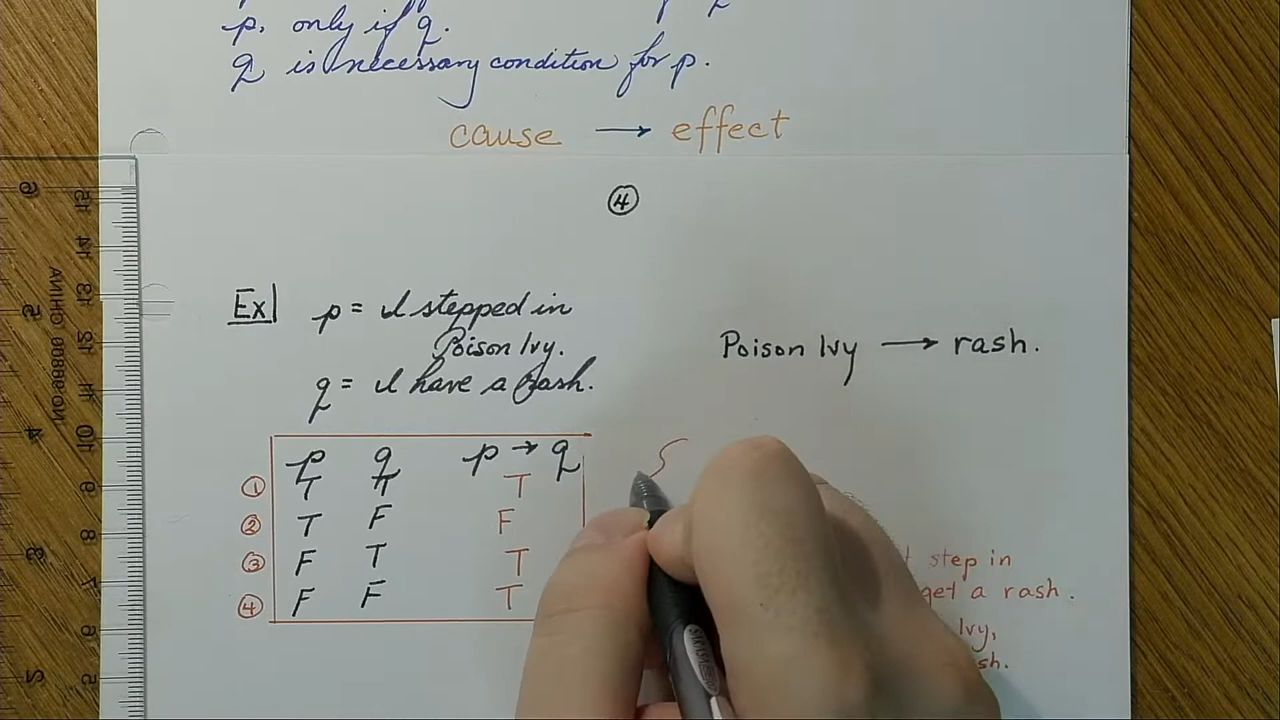 p, only if q.
q is necessary condition for p.
cause → effect
④
Ex p = I stepped in
Poison Ivy.
q = I have a rash.
Poison Ivy → rash.
p q p → q
① T T T
② T F F
③ F T T
④ F F T
step in
get a rash.
Ivy,